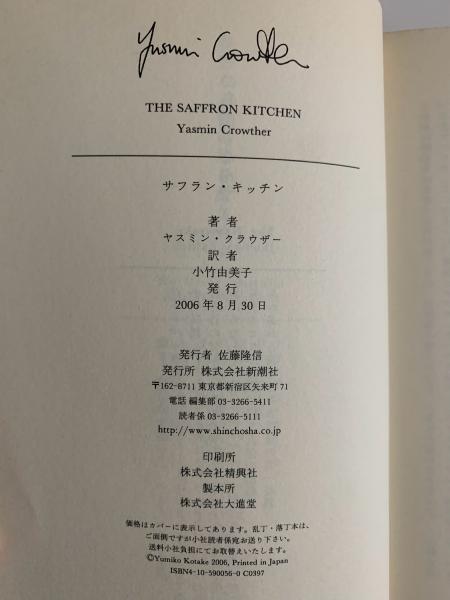 Yasmin Crowther
THE SAFFRON KITCHEN
Yasmin Crowther
サフラン・キッチン
著者
ヤスミン・クラウザー
訳者
小竹由美子
発行
2006年8月30日
発行者 佐藤隆信
発行所 株式会社新潮社
〒162-8711 東京都新宿区矢来町71
電話 編集部 03-3266-5411
読者係 03-3266-5111
http://www.shinchosha.co.jp
印刷所
株式会社精興社
製本所
株式会社大進堂
価格はカバーに表示してあります。乱丁・落丁本は、
ご面倒ですが小社読者係宛お送り下さい。
送料小社負担にてお取替えいたします。
©Yumiko Kotake 2006, Printed in Japan
ISBN4-10-590056-0 C0397